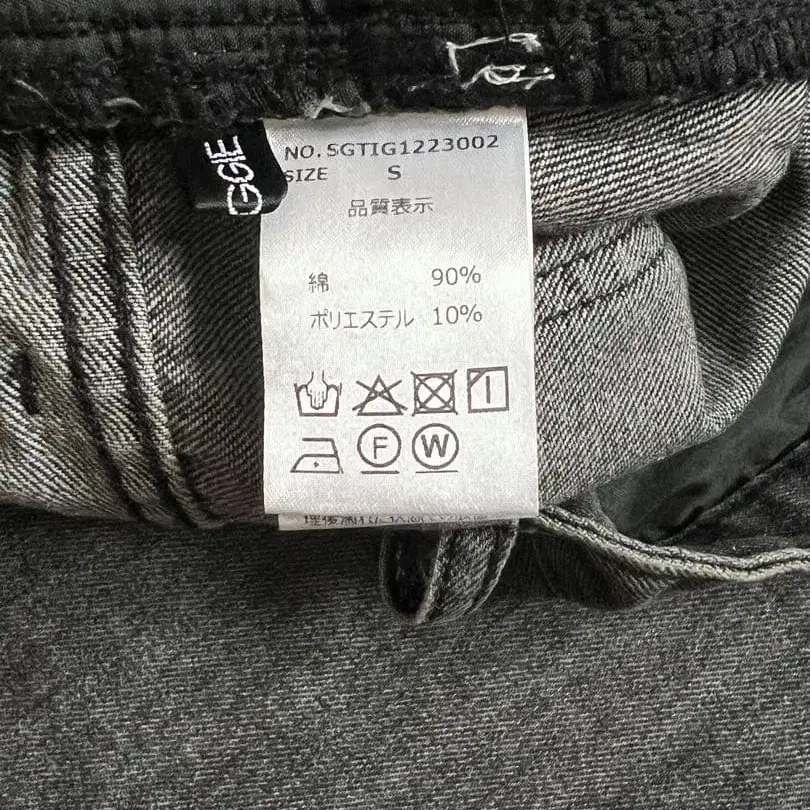 GGIE
NO. SGTIG1223002
SIZE S
品質表示
綿 90%
ポリエステル 10%
F W